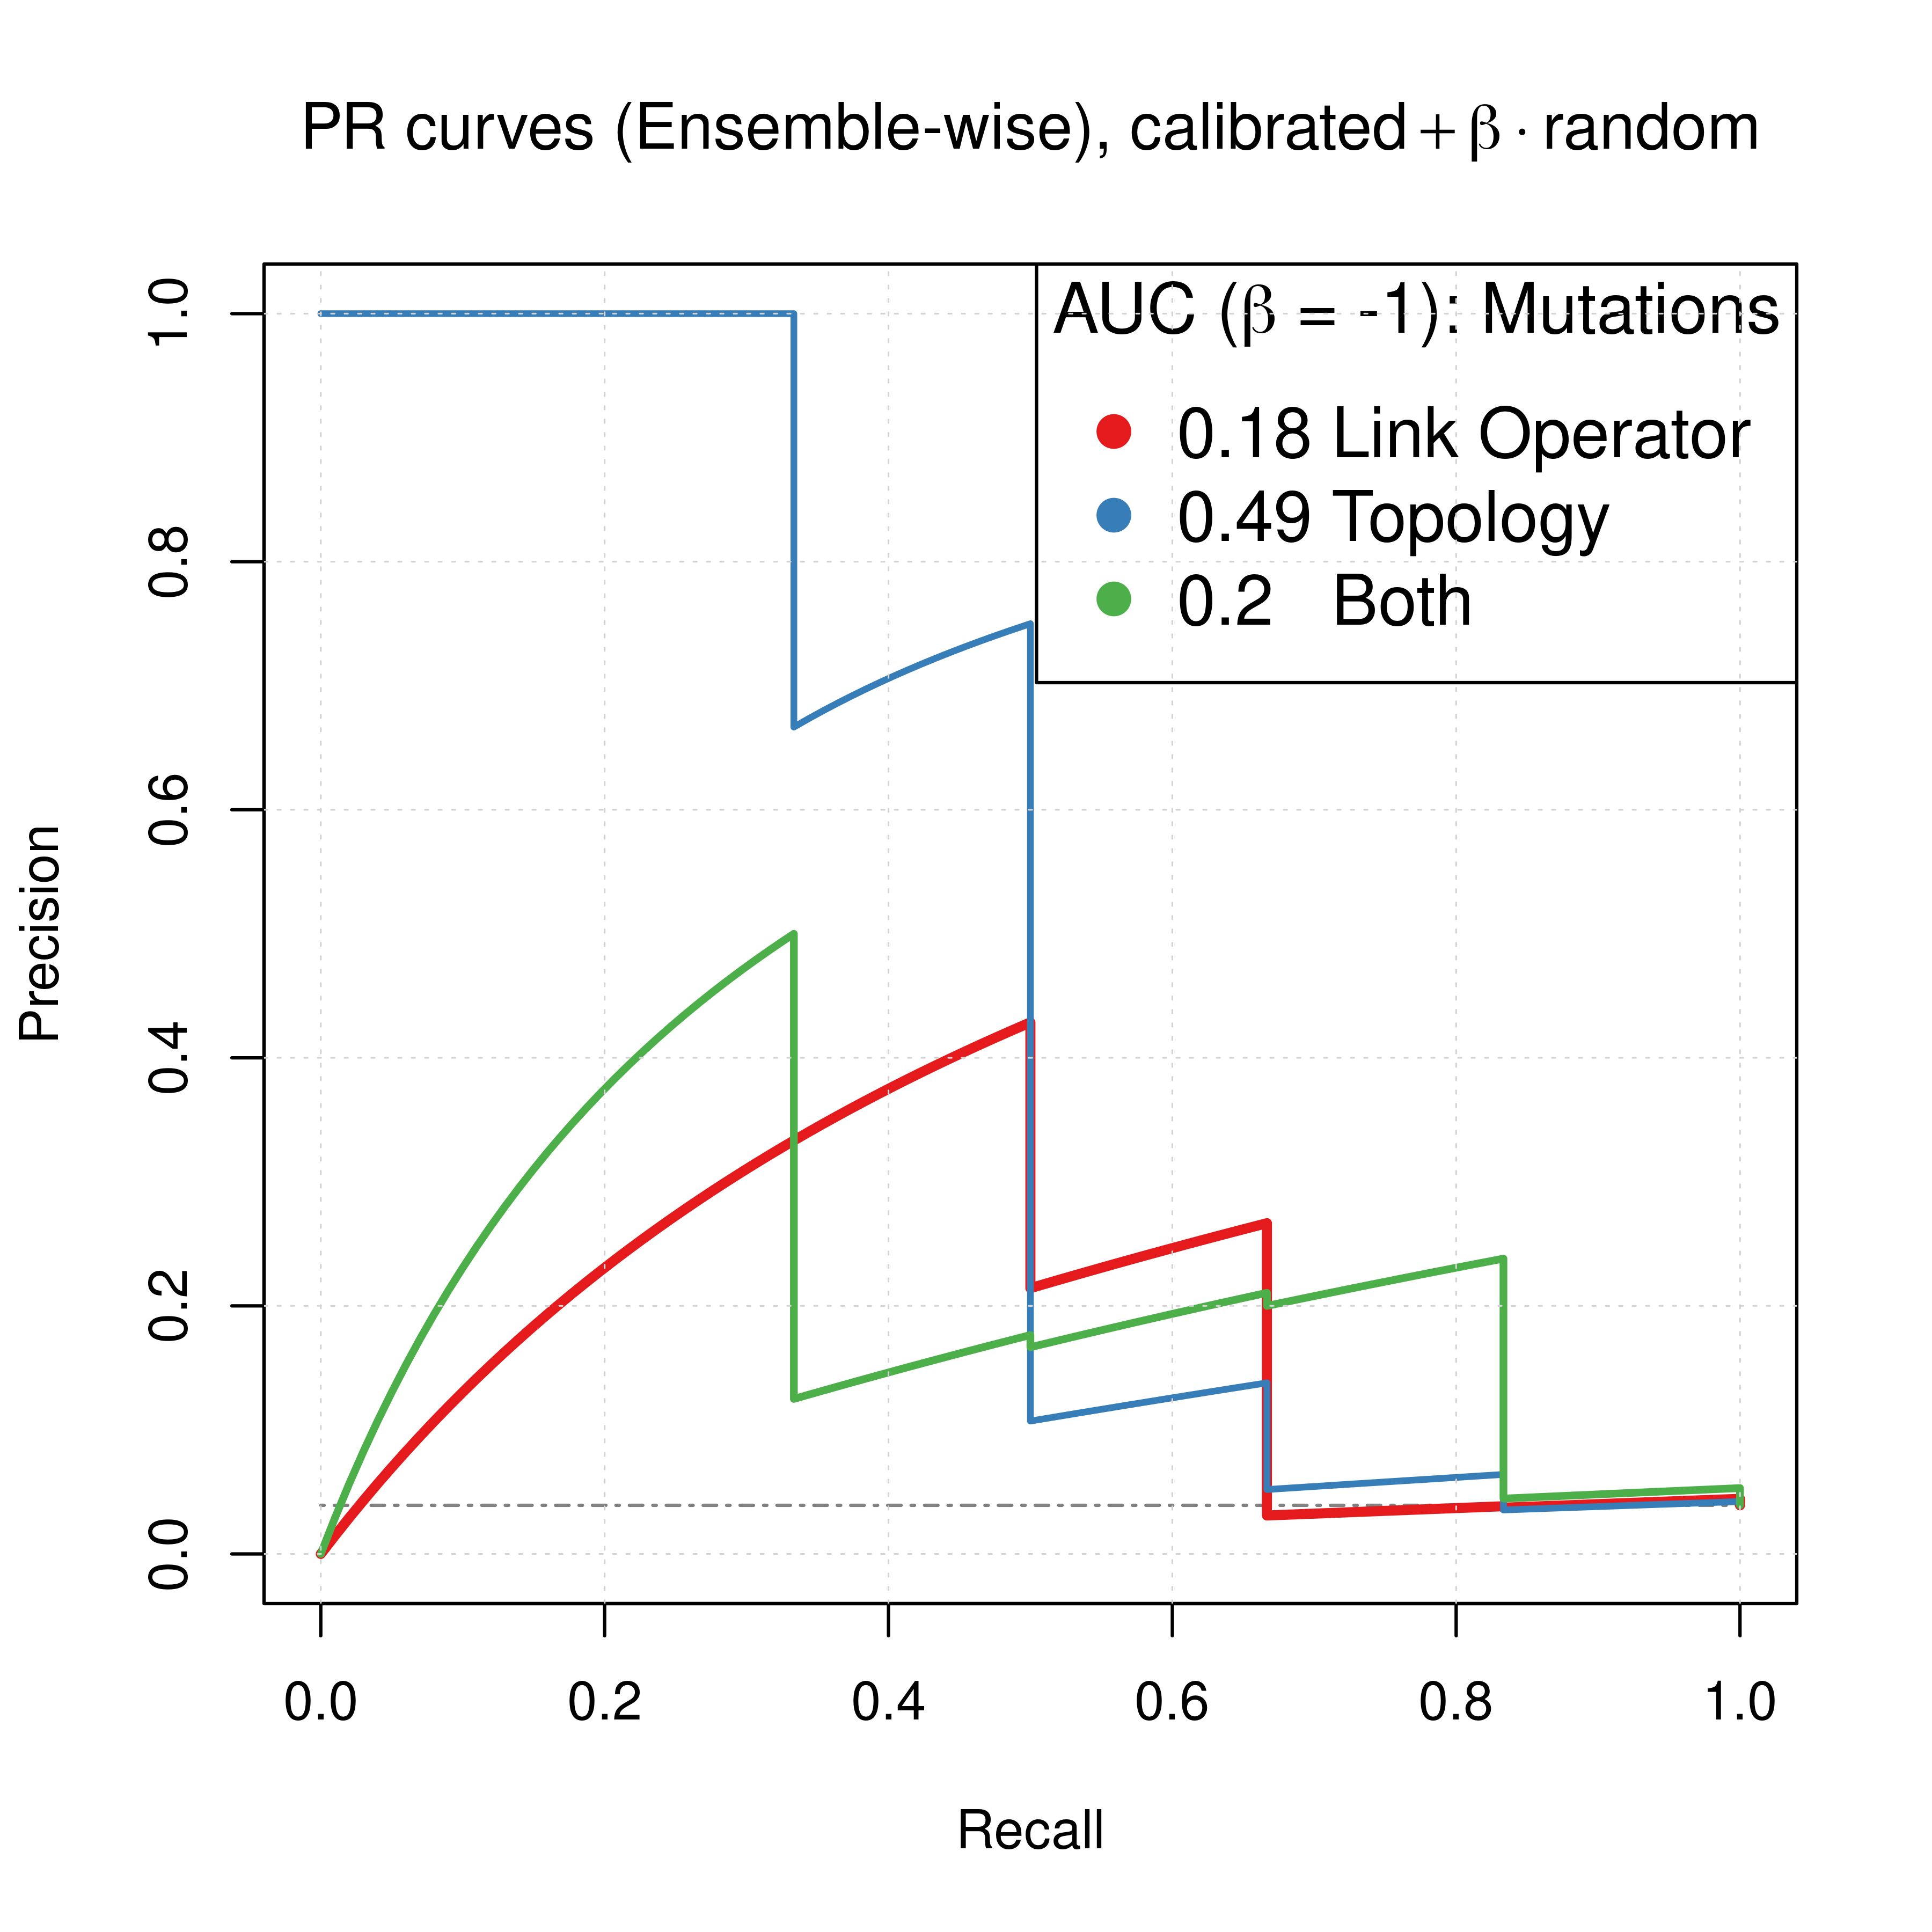 PR curves (Ensemble-wise), calibrated + β · random
AUC (β = -1): Mutations
0.18 Link Operator
0.49 Topology
0.2 Both
Precision
1.0
0.8
0.6
0.4
0.2
0.0
0.0 0.2 0.4 0.6 0.8 1.0
Recall